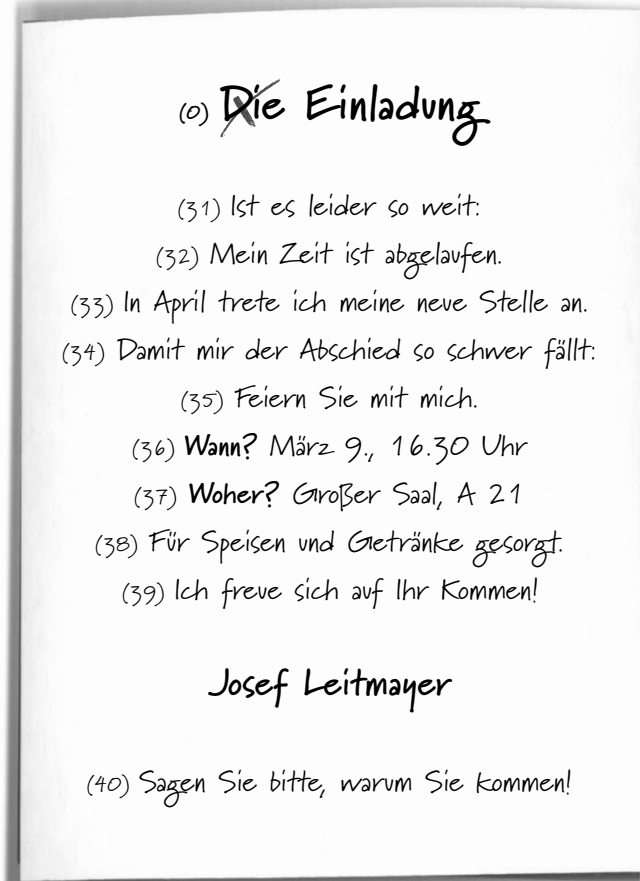 (0) Die Einladung
(31) Ist es leider so weit:
(32) Mein Zeit ist abgelaufen.
(33) In April trete ich meine neue Stelle an.
(34) Damit mir der Abschied so schwer fällt:
(35) Feiern Sie mit mich.
(36) Wann? März 9., 16.30 Uhr
(37) Woher? Großer Saal, A 21
(38) Für Speisen und Getränke gesorgt.
(39) Ich freue sich auf Ihr Kommen!
Josef Leitmayer
(40) Sagen Sie bitte, warum Sie kommen!